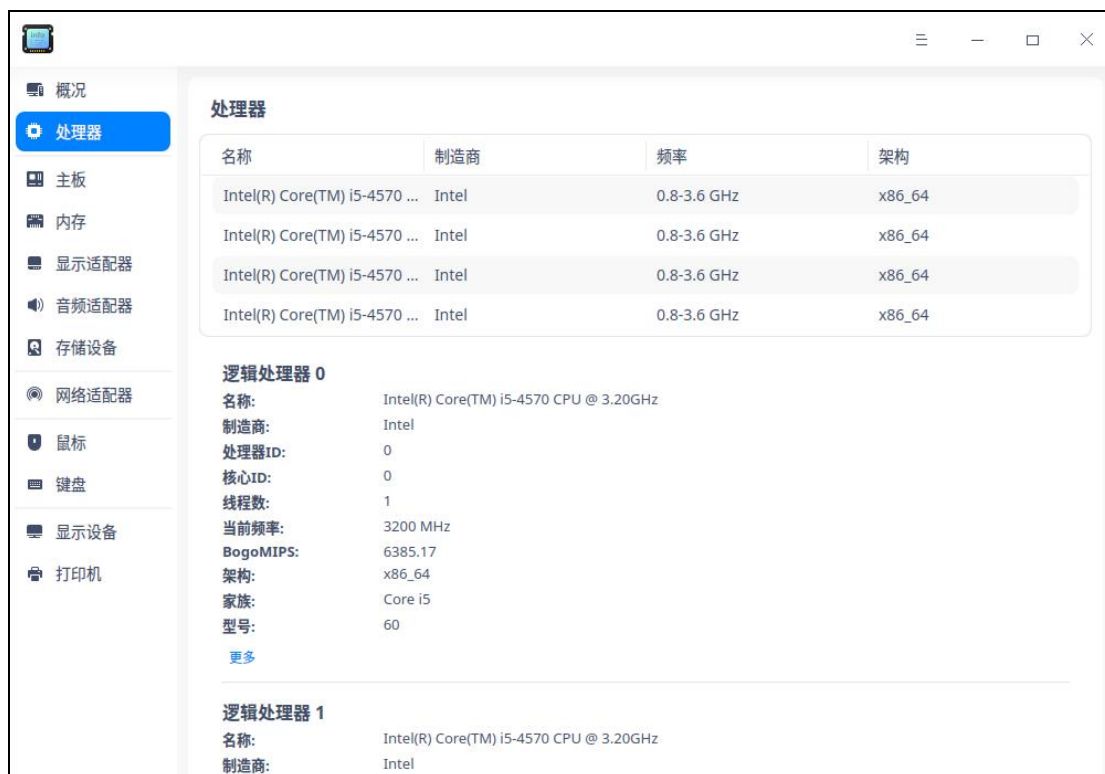 概况
处理器
主板
内存
显示适配器
音频适配器
存储设备
网络适配器
鼠标
键盘
显示设备
打印机
处理器
名称 制造商 频率 架构
Intel(R) Core(TM) i5-4570 ... Intel 0.8-3.6 GHz x86_64
Intel(R) Core(TM) i5-4570 ... Intel 0.8-3.6 GHz x86_64
Intel(R) Core(TM) i5-4570 ... Intel 0.8-3.6 GHz x86_64
Intel(R) Core(TM) i5-4570 ... Intel 0.8-3.6 GHz x86_64
逻辑处理器 0
名称: Intel(R) Core(TM) i5-4570 CPU @ 3.20GHz
制造商: Intel
处理器ID: 0
核心ID: 0
线程数: 1
当前频率: 3200 MHz
BogoMIPS: 6385.17
架构: x86_64
家族: Core i5
型号: 60
更多
逻辑处理器 1
名称: Intel(R) Core(TM) i5-4570 CPU @ 3.20GHz
制造商: Intel